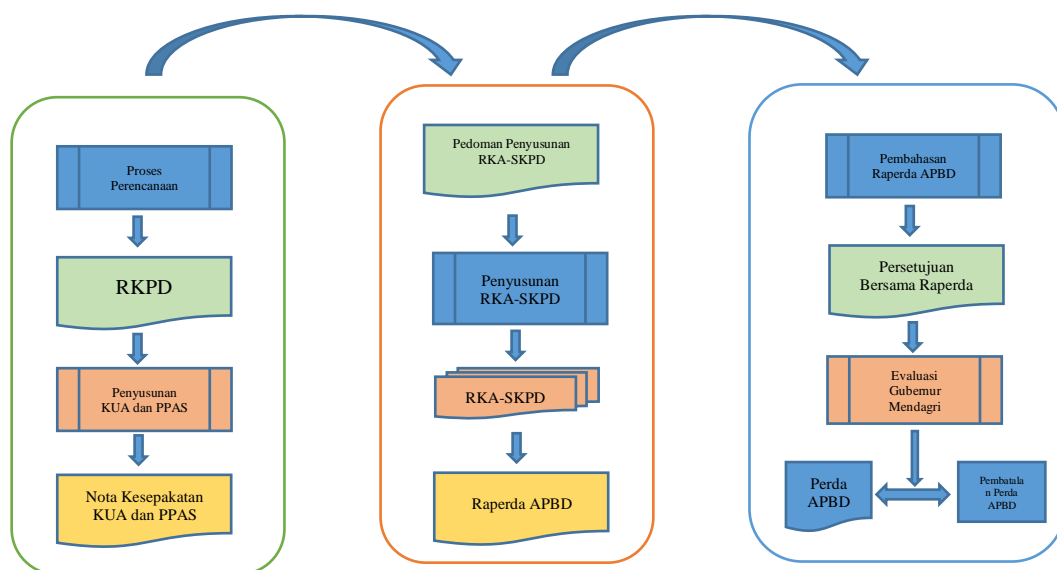 Proses
Perencanaan
RKPD
Penyusunan
KUA dan PPAS
Nota Kesepakatan
KUA dan PPAS
Pedoman Penyusunan
RKA-SKPD
Penyusunan
RKA-SKPD
RKA-SKPD
Raperda APBD
Pembahasan
Raperda APBD
Persetujuan
Bersama Raperda
Evaluasi
Gubernur
Mendagri
Perda
APBD
Pembatala
n Perda
APBD